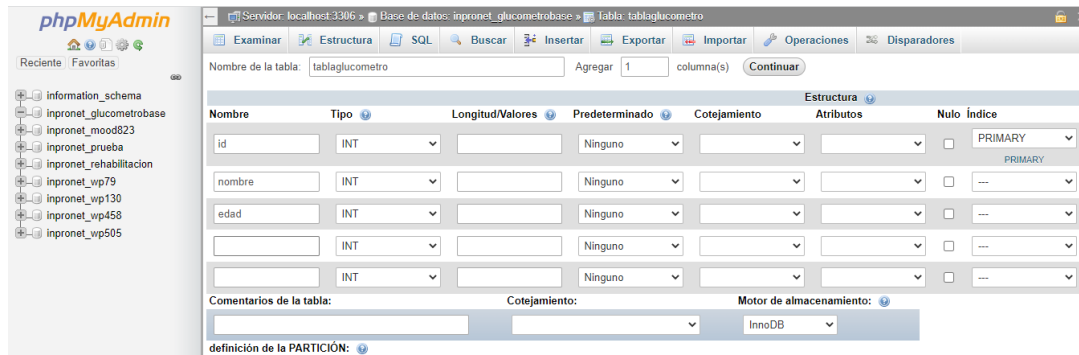 phpMyAdmin
Reciente Favoritas
information_schema
inpronet_glucometrobase
inpronet_mood823
inpronet_prueba
inpronet_rehabilitacion
inpronet_wp79
inpronet_wp130
inpronet_wp458
inpronet_wp505
Servidor: localhost:3306 » Base de datos: inpronet_glucometrobase » Tabla: tablaglucometro
Examinar Estructura SQL Buscar Insertar Exportar Importar Operaciones Disparadores
Nombre de la tabla: tablaglucometro Agregar 1 columna(s) Continuar
Estructura
Nombre Tipo Longitud/Valores Predeterminado Cotejamiento Atributos Nulo Índice
id INT Ninguno PRIMARY
PRIMARY
nombre INT Ninguno ---
edad INT Ninguno ---
INT Ninguno ---
INT Ninguno ---
Comentarios de la tabla: Cotejamiento: Motor de almacenamiento:
InnoDB
definición de la PARTICIÓN: